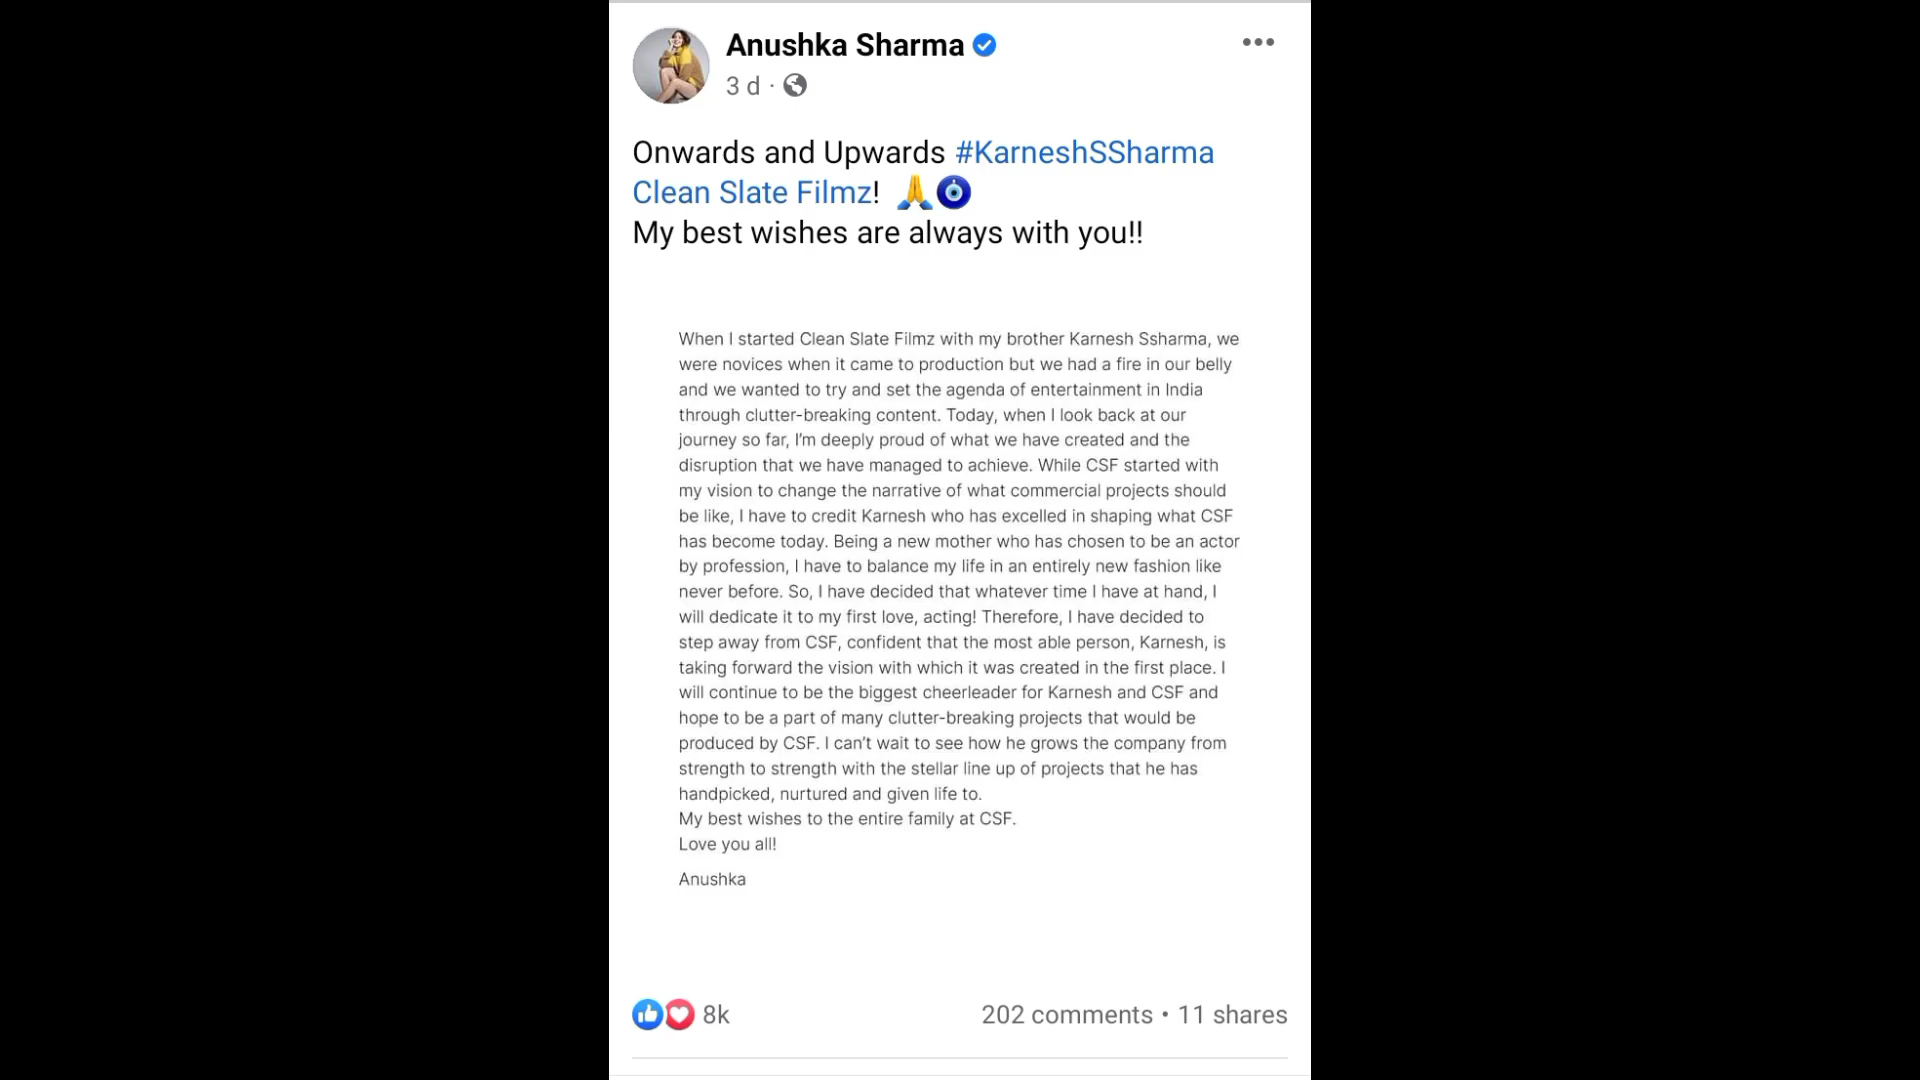 Anushka Sharma
3 d ·
Onwards and Upwards #KarneshSSharma
Clean Slate Filmz! 🙏🧿
My best wishes are always with you!!
When I started Clean Slate Filmz with my brother Karnesh Ssharma, we
were novices when it came to production but we had a fire in our belly
and we wanted to try and set the agenda of entertainment in India
through clutter-breaking content. Today, when I look back at our
journey so far, I'm deeply proud of what we have created and the
disruption that we have managed to achieve. While CSF started with
my vision to change the narrative of what commercial projects should
be like, I have to credit Karnesh who has excelled in shaping what CSF
has become today. Being a new mother who has chosen to be an actor
by profession, I have to balance my life in an entirely new fashion like
never before. So, I have decided that whatever time I have at hand, I
will dedicate it to my first love, acting! Therefore, I have decided to
step away from CSF, confident that the most able person, Karnesh, is
taking forward the vision with which it was created in the first place. I
will continue to be the biggest cheerleader for Karnesh and CSF and
hope to be a part of many clutter-breaking projects that would be
produced by CSF. I can't wait to see how he grows the company from
strength to strength with the stellar line up of projects that he has
handpicked, nurtured and given life to.
My best wishes to the entire family at CSF.
Love you all!
Anushka
8k
202 comments • 11 shares